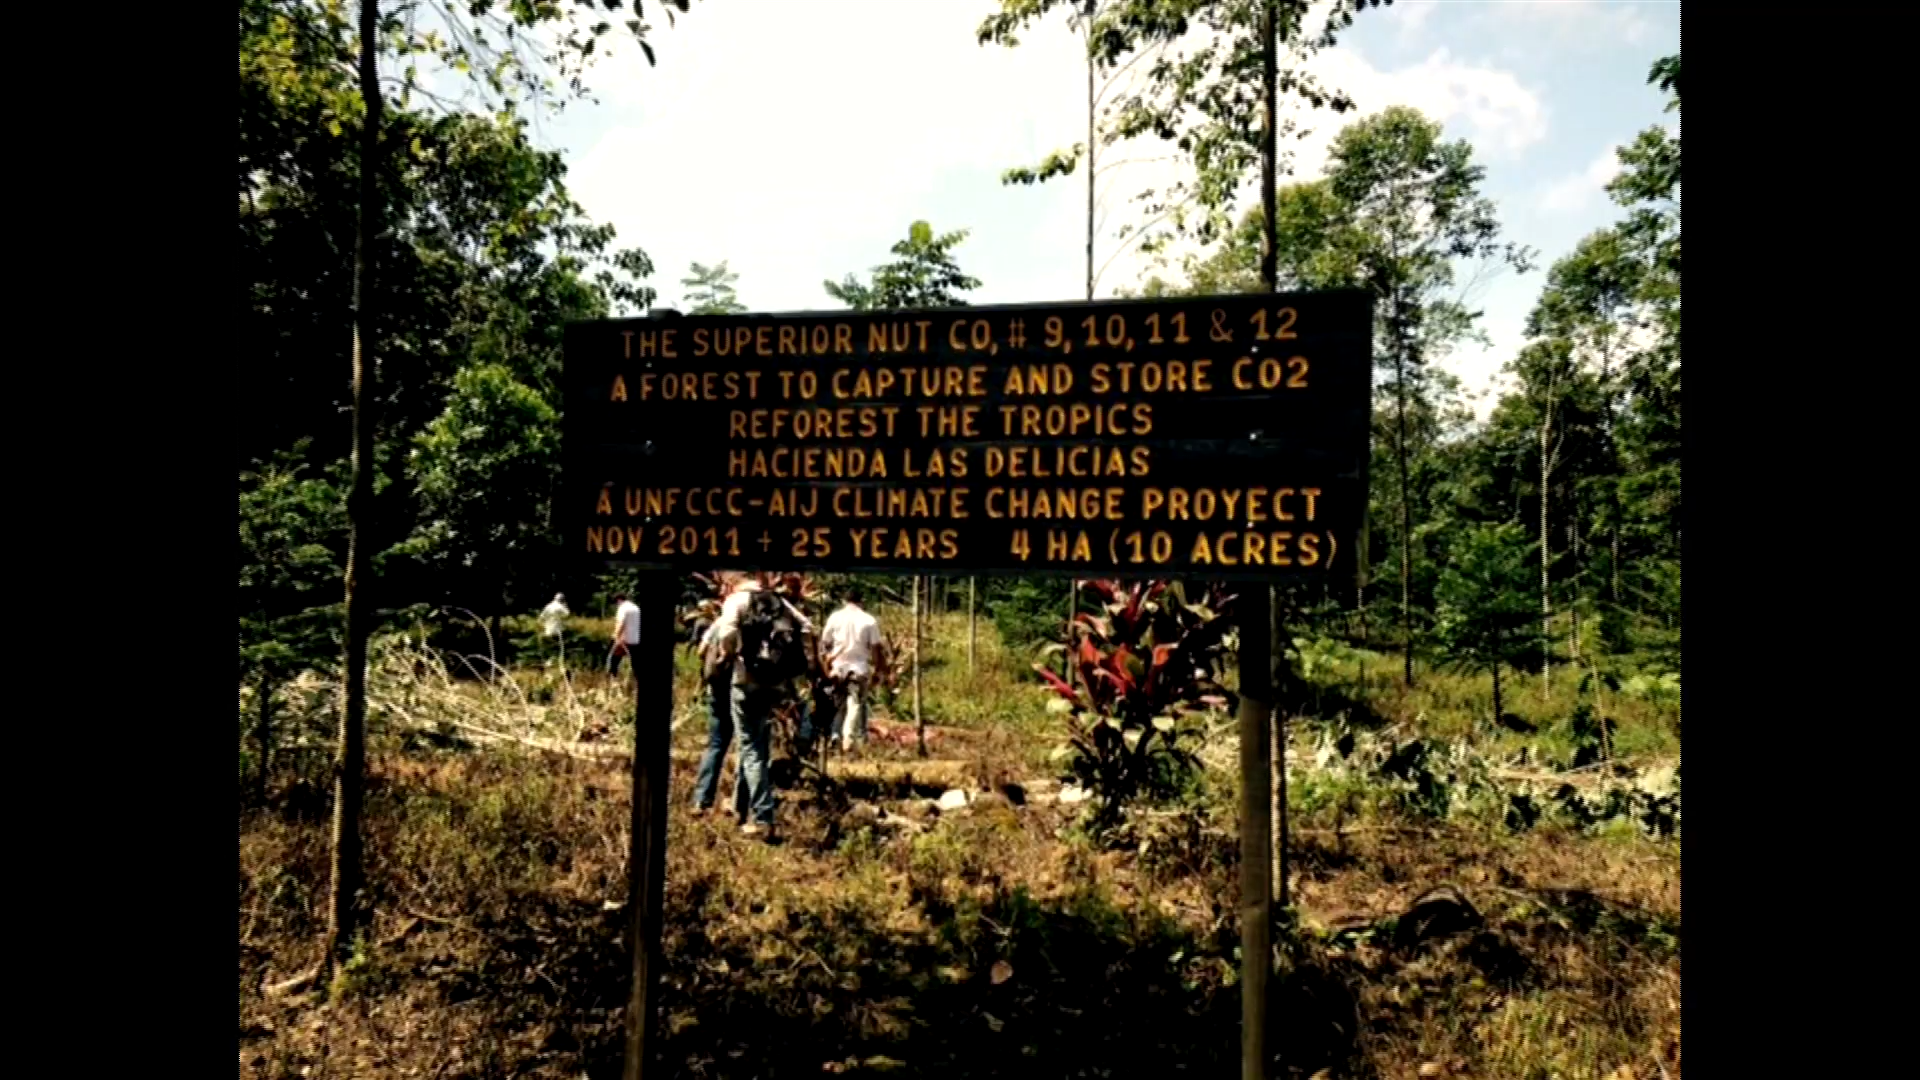 THE SUPERIOR NUT CO, # 9, 10, 11 & 12
A FOREST TO CAPTURE AND STORE CO2
REFOREST THE TROPICS
HACIENDA LAS DELICIAS
A UNFCCC-AIJ CLIMATE CHANGE PROYECT
NOV 2011 + 25 YEARS 4 HA (10 ACRES)